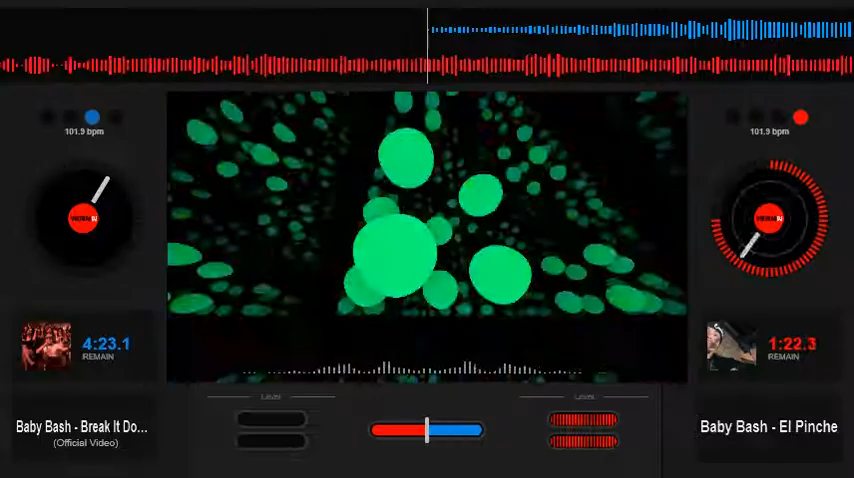 101.9 bpm
101.9 bpm
4:23.1
REMAIN
1:22.3
REMAIN
Baby Bash - Break It Do...
(Official Video)
Baby Bash - El Pinche